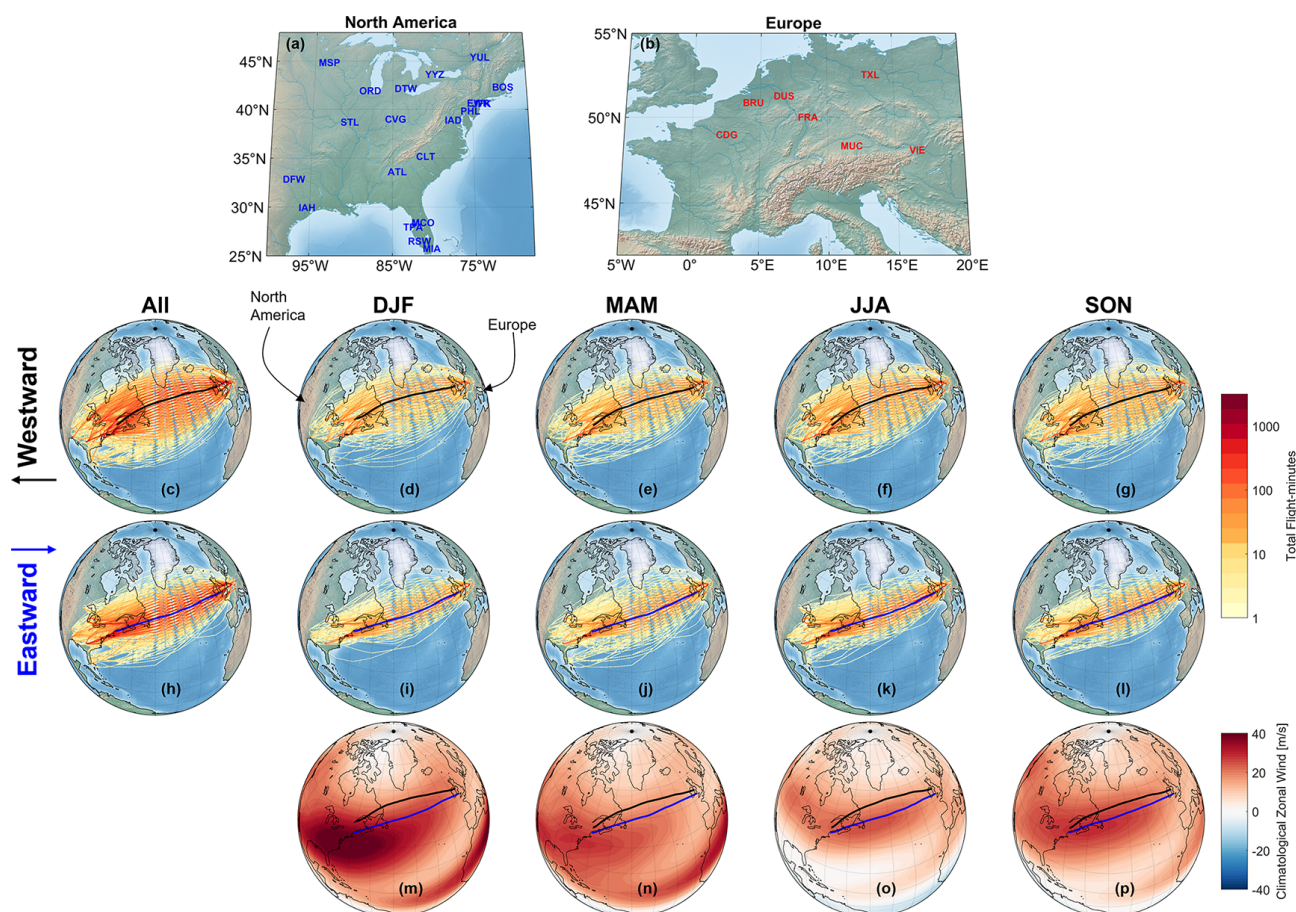 North America
Europe
(a)
(b)
45°N
40°N
35°N
30°N
25°N
95°W
85°W
75°W
MSP
YUL
YYZ
ORD
DTW
BOS
EWR
JFK
PHL
STL
CVG
IAD
CLT
ATL
DFW
IAH
MCO
TPA
RSW
MIA
55°N
50°N
45°N
5°W
0°
5°E
10°E
15°E
20°E
TXL
DUS
BRU
FRA
CDG
MUC
VIE
All
DJF
MAM
JJA
SON
North
America
Europe
Westward
(c)
(d)
(e)
(f)
(g)
Eastward
(h)
(i)
(j)
(k)
(l)
1000
100
10
1
Total Flight-minutes
(m)
(n)
(o)
(p)
40
20
0
-20
-40
Climatological Zonal Wind [m/s]